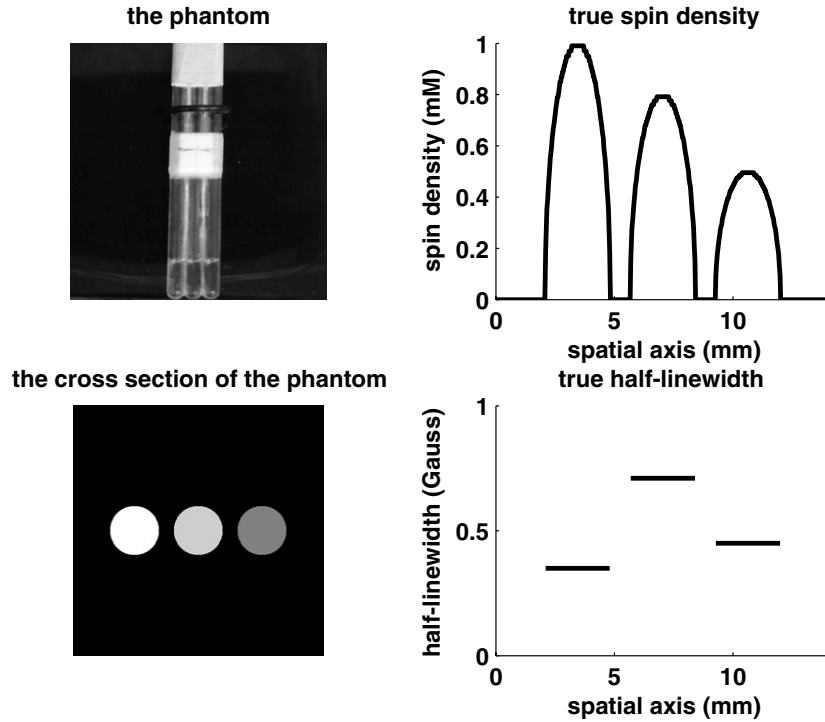 the phantom
true spin density
spin density (mM)
1
0.8
0.6
0.4
0.2
0
0 5 10
spatial axis (mm)
the cross section of the phantom
true half-linewidth
half-linewidth (Gauss)
1
0.5
0
0 5 10
spatial axis (mm)